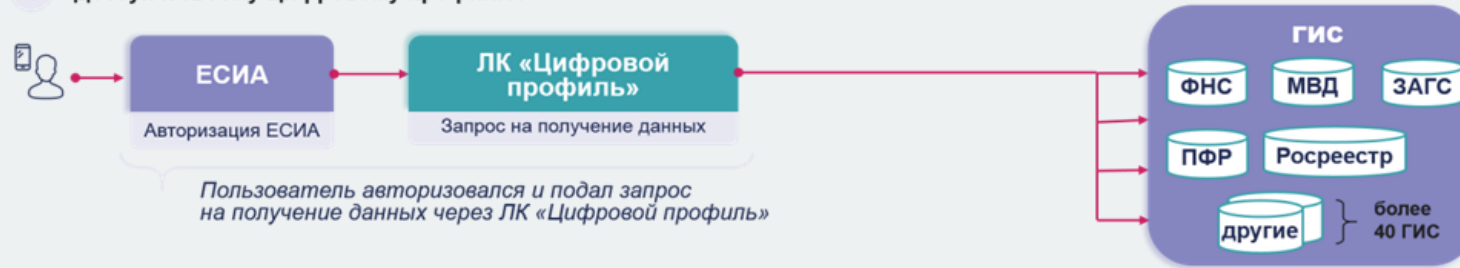 ГИС
ЕСИА
ЛК «Цифровой
профиль»
ФНС
МВД
ЗАГС
Авторизация ЕСИА
Запрос на получение данных
ПФР
Росреестр
Пользователь авторизовался и подал запрос
на получение данных через ЛК «Цифровой профиль»
другие
более
40 ГИС